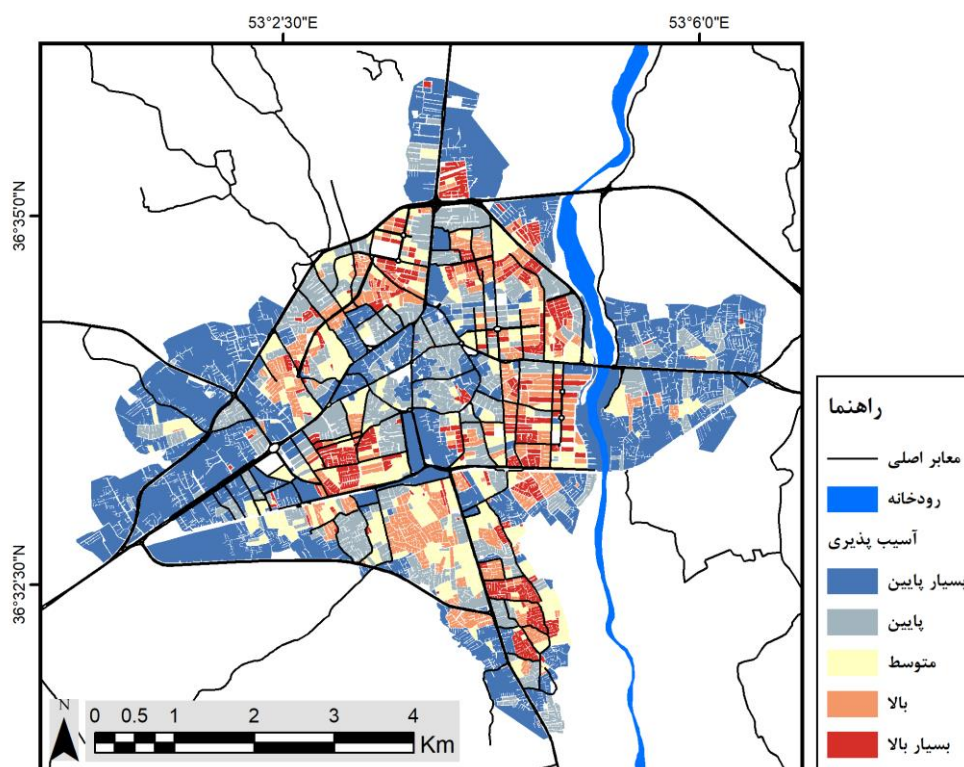 53°2'30"E
53°6'0"E
36°35'0"N
36°32'30"N
راهنما
معابر اصلی
رودخانه
آسیب پذیری
بسیار پایین
پایین
متوسط
بالا
بسیار بالا
N
0 0.5 1 2 3 4
Km